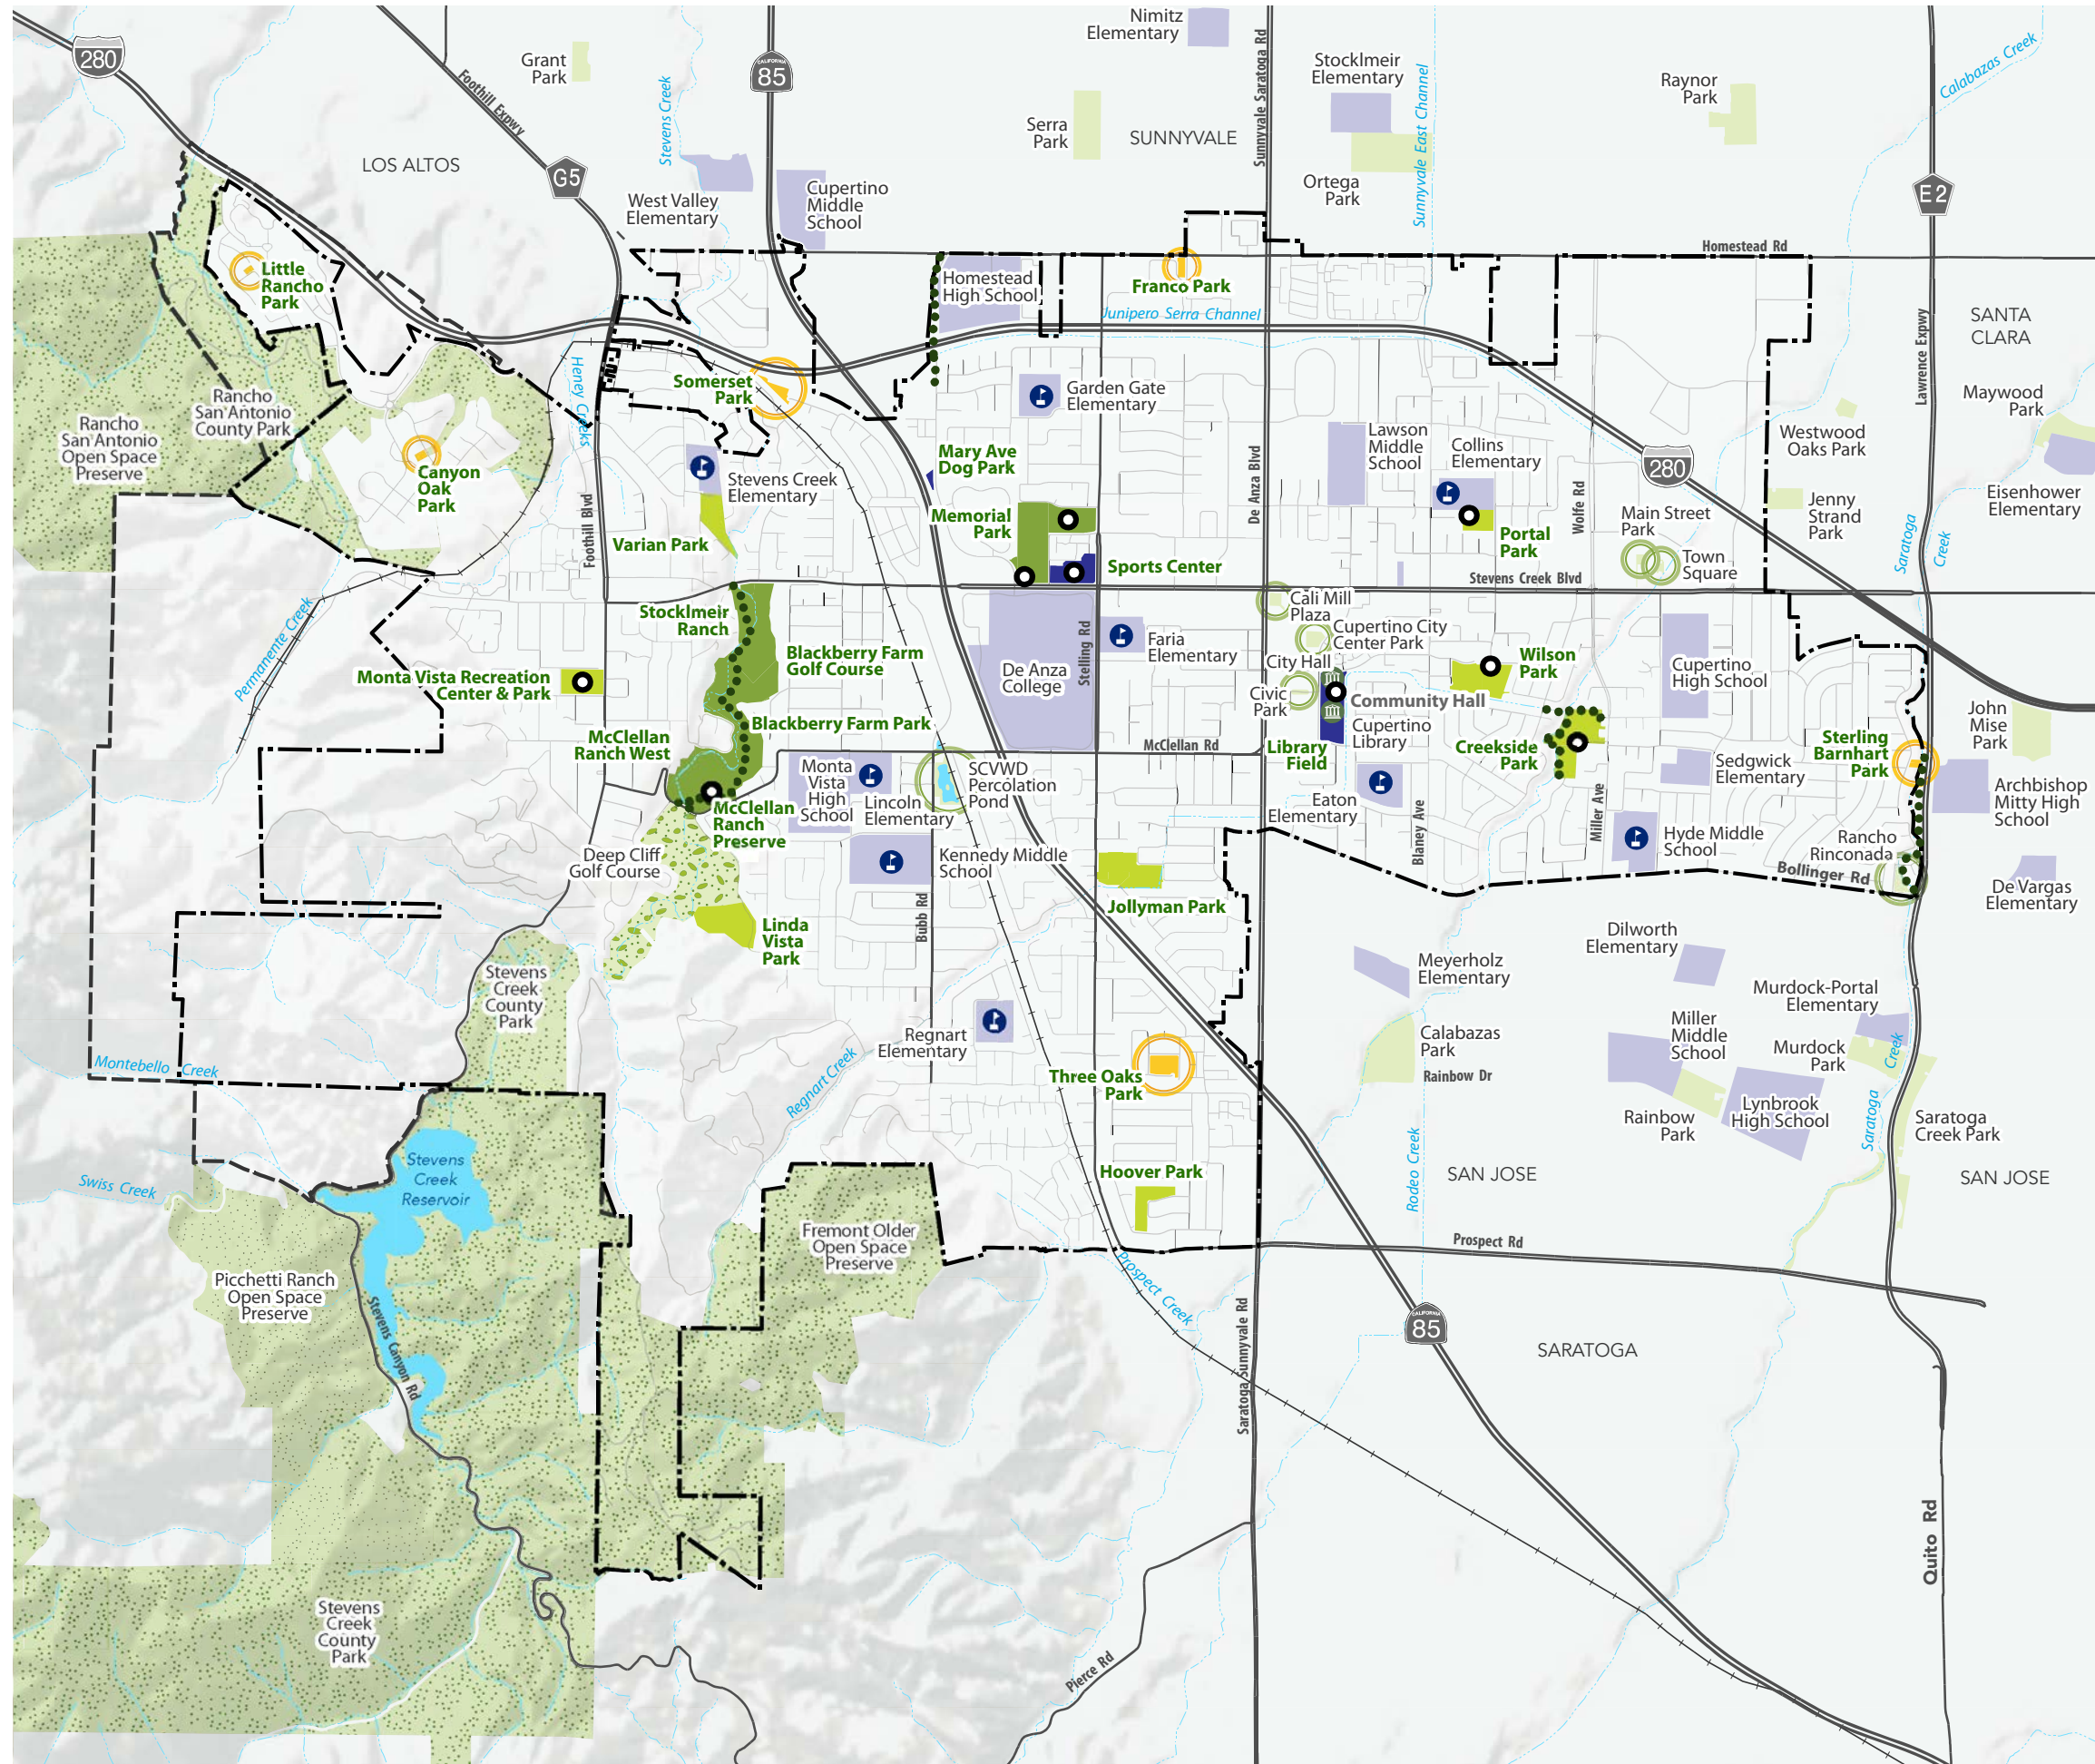 Nimitz
Elementary
280
Grant
Park
Foothill Expwy
Stevens Creek
CALIFORNIA
85
Sunnyvale Saratoga Rd
Stocklmeir
Elementary
Sunnyvale East Channel
Raynor
Park
Calabazas Creek
Serra
Park
SUNNYVALE
LOS ALTOS
G5
West Valley
Elementary
Cupertino
Middle
School
Ortega
Park
E2
Homestead Rd
Little
Rancho
Park
Homestead
High School
Franco Park
Junipero Serra Channel
Lawrence Expwy
SANTA
CLARA
Heney Creeks
Somerset
Park
Garden Gate
Elementary
Rancho
San Antonio
County Park
Rancho
San Antonio
Open Space
Preserve
Maywood
Park
Westwood
Oaks Park
Lawson
Middle
School
Collins
Elementary
De Anza Blvd
Mary Ave
Dog Park
Canyon
Oak
Park
Stevens Creek
Elementary
280
Wolfe Rd
Eisenhower
Elementary
Foothill Blvd
Memorial
Park
Main Street
Park
Jenny
Strand
Park
Saratoga
Creek
Varian Park
Portal
Park
Town
Square
Sports Center
Stevens Creek Blvd
Permanente Creek
Stocklmeir
Ranch
Cali Mill
Plaza
Cupertino City
Center Park
Stelling Rd
Faria
Elementary
Blackberry Farm
Golf Course
De Anza
College
City Hall
Wilson
Park
Cupertino
High School
Monta Vista Recreation
Center & Park
Civic
Park
Community Hall
Blackberry Farm Park
Cupertino
Library
John
Mise
Park
McClellan
Ranch West
McClellan Rd
Library
Field
Creekside
Park
Sterling
Barnhart
Park
Monta
Vista
High
School
Lincoln
Elementary
SCVWD
Percolation
Pond
Sedgwick
Elementary
Archbishop
Mitty High
School
McClellan
Ranch
Preserve
Eaton
Elementary
Blaney Ave
Miller Ave
Hyde Middle
School
Rancho
Rinconada
Bollinger Rd
Deep Cliff
Golf Course
Kennedy Middle
School
De Vargas
Elementary
Bubb Rd
Jollyman Park
Linda
Vista
Park
Dilworth
Elementary
Meyerholz
Elementary
Stevens
Creek
County
Park
Murdock-Portal
Elementary
Regnart
Elementary
Miller
Middle
School
Calabazas
Park
Murdock
Park
Creek
Montebello Creek
Regnart Creek
Three Oaks
Park
Rainbow Dr
Rainbow
Park
Lynbrook
High School
Saratoga
Saratoga
Creek Park
Stevens
Creek
Reservoir
Hoover Park
Rodeo Creek
SAN JOSE
SAN JOSE
Swiss Creek
Fremont Older
Open Space
Preserve
Prospect Rd
Picchetti Ranch
Open Space
Preserve
Prospect Creek
Stevens Canyon Rd
Saratoga Sunnyvale Rd
CALIFORNIA
85
SARATOGA
Quito Rd
Stevens
Creek
County
Park
Pierce Rd